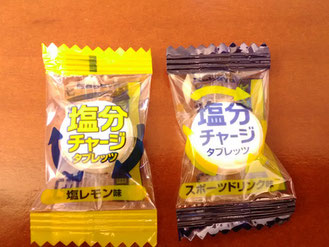 塩分
チャージ
タブレッツ
塩レモン味
塩分
チャージ
タブレッツ
スポーツドリンク味